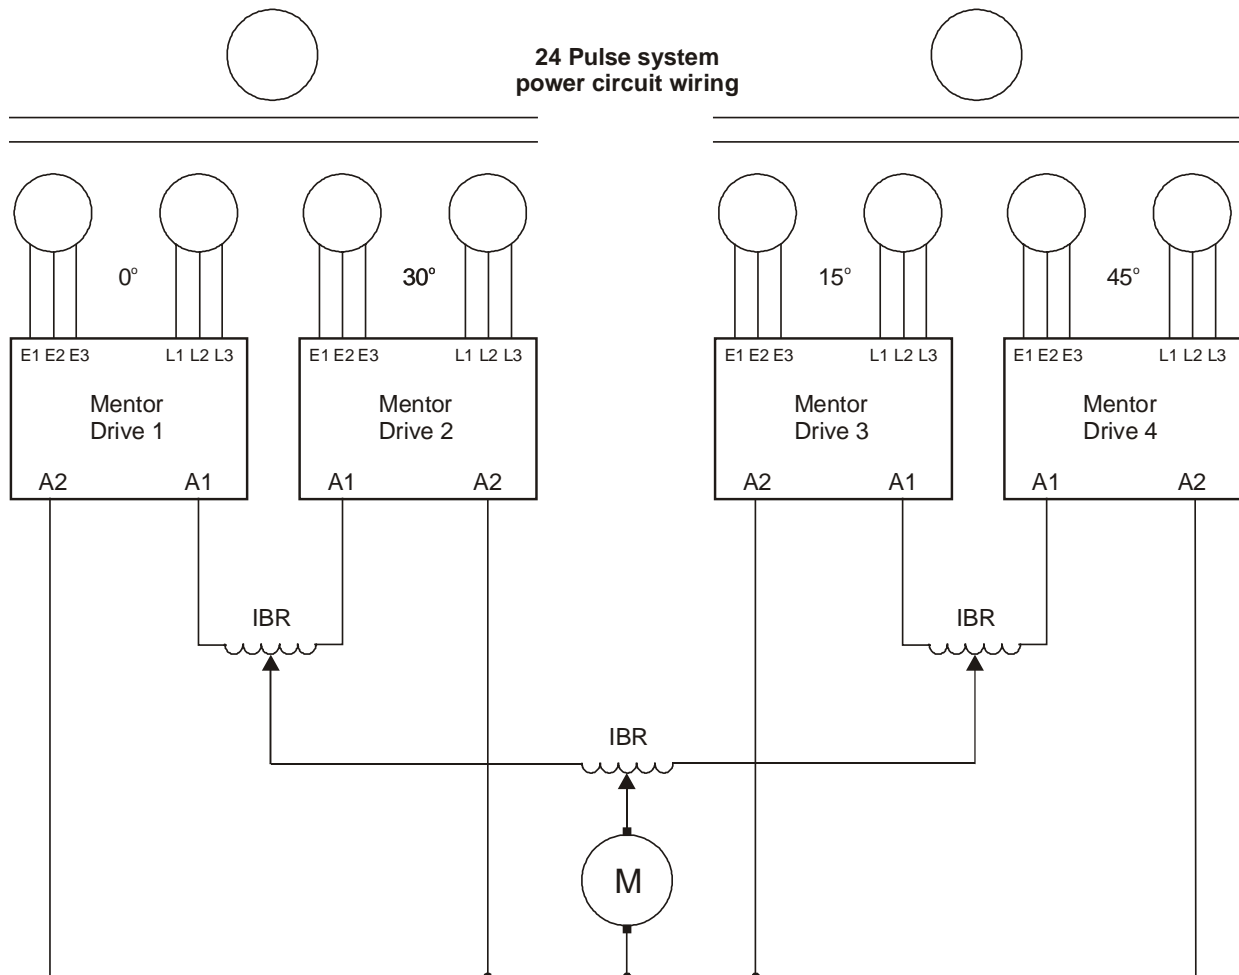 24 Pulse system
power circuit wiring
0° 30° 15° 45°
E1 E2 E3 L1 L2 L3 E1 E2 E3 L1 L2 L3 E1 E2 E3 L1 L2 L3 E1 E2 E3 L1 L2 L3
Mentor
Drive 1
Mentor
Drive 2
Mentor
Drive 3
Mentor
Drive 4
A2 A1 A1 A2 A2 A1 A1 A2
IBR IBR
IBR
M